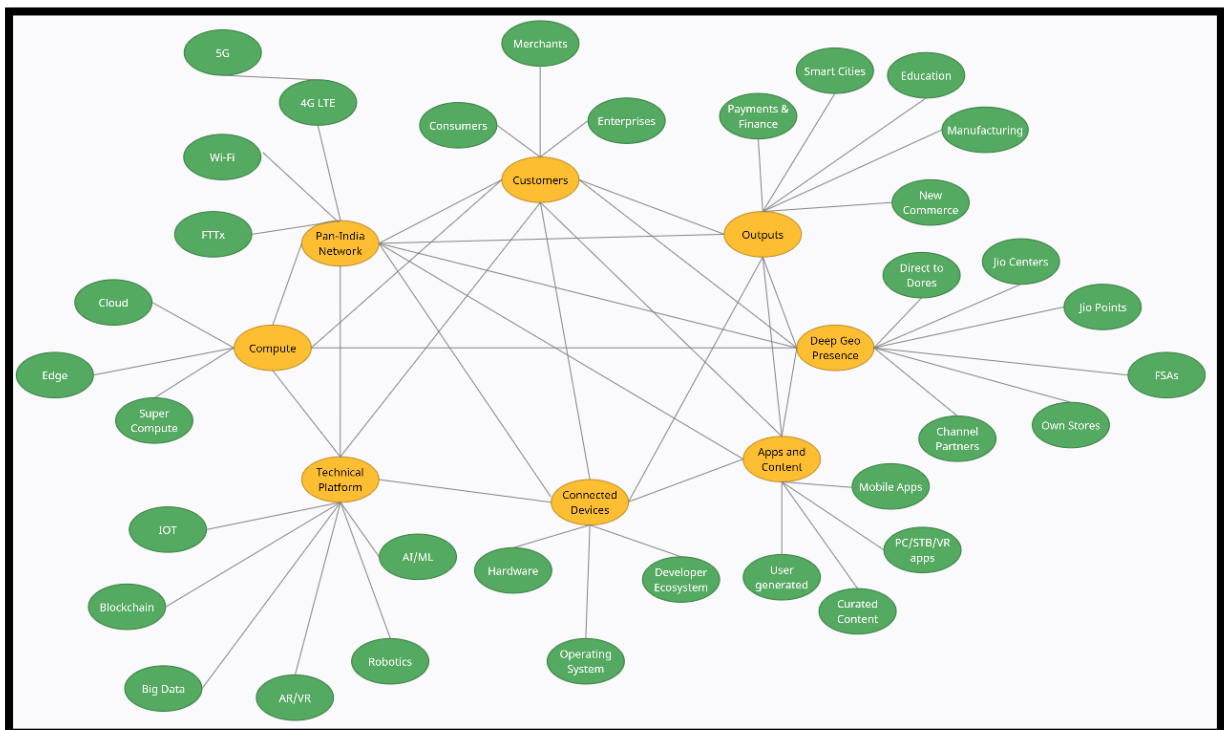 5G
4G LTE
Wi-Fi
FTTx
Pan-India
Network
Merchants
Consumers
Enterprises
Customers
Smart Cities
Education
Payments &
Finance
Manufacturing
New
Commerce
Outputs
Direct to
Dores
Jio Centers
Jio Points
FSAs
Own Stores
Channel
Partners
Deep Geo
Presence
Cloud
Edge
Super
Compute
Compute
Technical
Platform
IOT
Blockchain
Big Data
AR/VR
Robotics
AI/ML
Connected
Devices
Hardware
Operating
System
Developer
Ecosystem
Apps and
Content
Mobile Apps
PC/STB/VR
apps
User
generated
Curated
Content